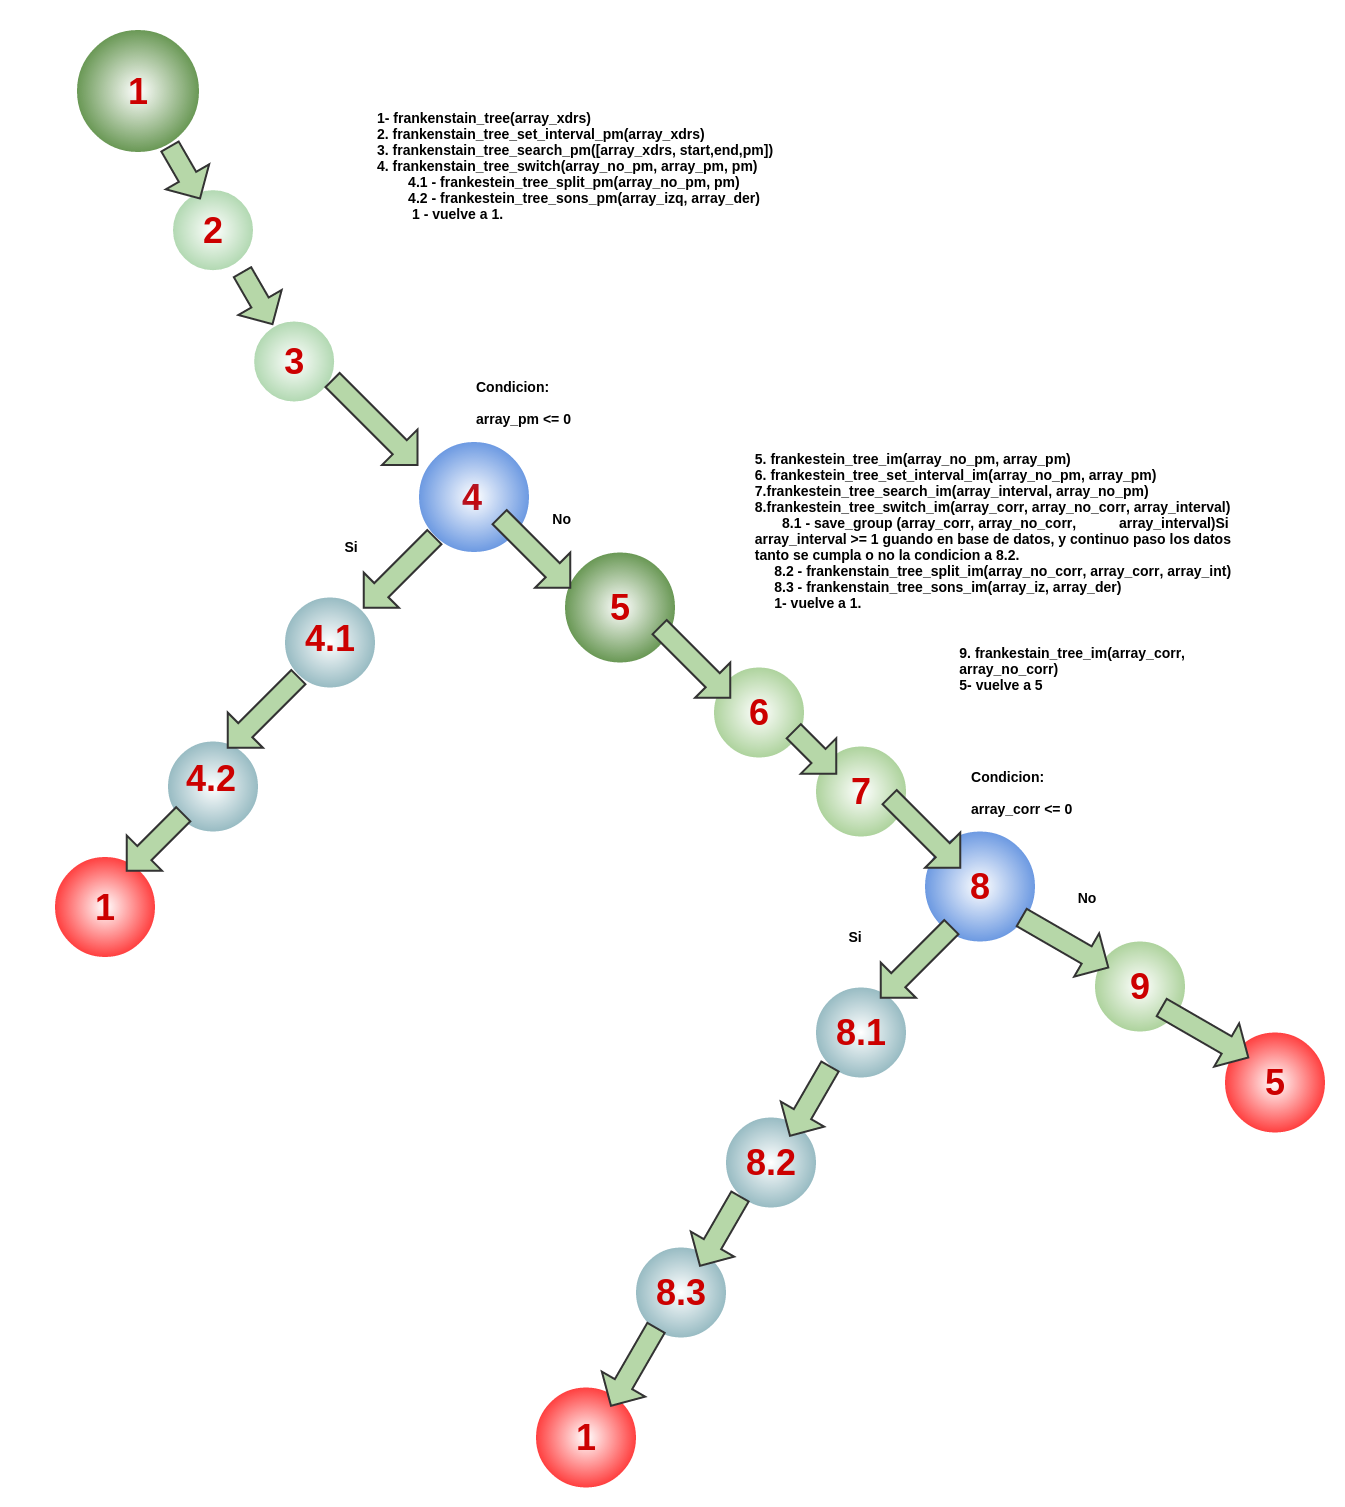 1
1- frankenstain_tree(array_xdrs)
2. frankenstain_tree_set_interval_pm(array_xdrs)
3. frankenstain_tree_search_pm([array_xdrs, start,end,pm])
4. frankenstain_tree_switch(array_no_pm, array_pm, pm)
4.1 - frankestein_tree_split_pm(array_no_pm, pm)
4.2 - frankestein_tree_sons_pm(array_izq, array_der)
1 - vuelve a 1.
2
3
Condicion:
array_pm <= 0
4
No
Si
5. frankestein_tree_im(array_no_pm, array_pm)
6. frankestein_tree_set_interval_im(array_no_pm, array_pm)
7.frankestein_tree_search_im(array_interval, array_no_pm)
8.frankestein_tree_switch_im(array_corr, array_no_corr, array_interval)
8.1 - save_group (array_corr, array_no_corr, array_interval)Si
array_interval >= 1 guando en base de datos, y continuo paso los datos
tanto se cumpla o no la condicion a 8.2.
8.2 - frankenstain_tree_split_im(array_no_corr, array_corr, array_int)
8.3 - frankenstain_tree_sons_im(array_iz, array_der)
1- vuelve a 1.
5
4.1
9. frankestain_tree_im(array_corr,
array_no_corr)
5- vuelve a 5
6
4.2
7
Condicion:
array_corr <= 0
8
1
No
Si
9
8.1
5
8.2
8.3
1